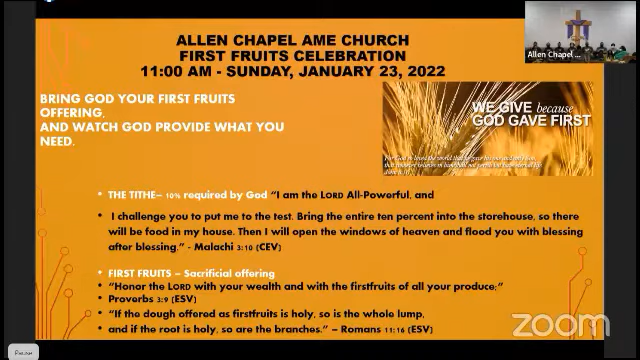 ALLEN CHAPEL AME CHURCH
FIRST FRUITS CELEBRATION
11:00 AM - SUNDAY, JANUARY 23, 2022
Allen Chapel ...
BRING GOD YOUR FIRST FRUITS
OFFERING,
AND WATCH GOD PROVIDE WHAT YOU
NEED.
WE GIVE because
GOD GAVE FIRST
• THE TITHE– 10% required by God "I am the LORD All-Powerful, and
• I challenge you to put me to the test. Bring the entire ten percent into the storehouse, so there
will be food in my house. Then I will open the windows of heaven and flood you with blessing
after blessing," - Malachi 3:10 (CEV)
• FIRST FRUITS – Sacrificial offering
• "Honor the LORD with your wealth and with the firstfruits of all your produce;"
• Proverbs 3:9 (ESV)
• "If the dough offered as firstfruits is holy, so is the whole lump,
• and if the root is holy, so are the branches." – Romans 11:16 (ESV)
zoom